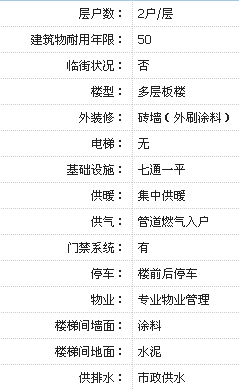 层户数： 2户/层
建筑物耐用年限： 50
临街状况： 否
楼型： 多层板楼
外装修： 砖墙（外刷涂料）
电梯： 无
基础设施： 七通一平
供暖： 集中供暖
供气： 管道燃气入户
门禁系统： 有
停车： 楼前后停车
物业： 专业物业管理
楼梯间墙面： 涂料
楼梯间地面： 水泥
供排水： 市政供水